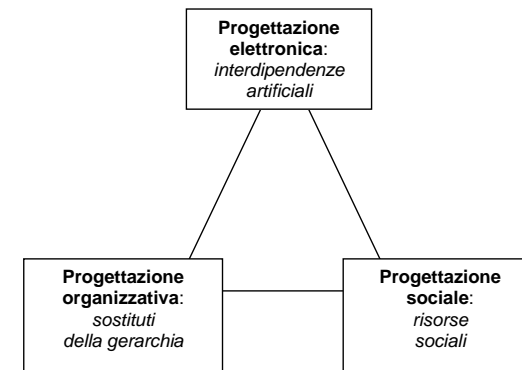 Progettazione
elettronica:
interdipendenze
artificiali
Progettazione
organizzativa:
sostituti
della gerarchia
Progettazione
sociale:
risorse
sociali